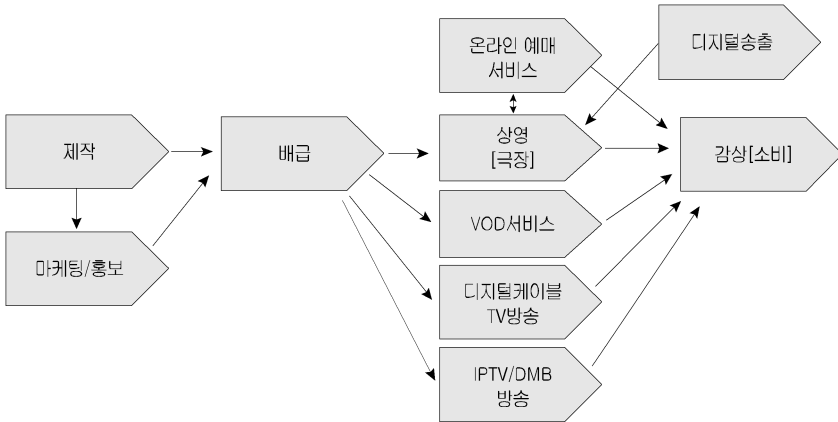 온라인 예매
서비스
디지털송출
제작
배급
상영
[극장]
감상[소비]
VOD서비스
마케팅/홍보
디지털케이블
TV방송
IPTV/DMB
방송